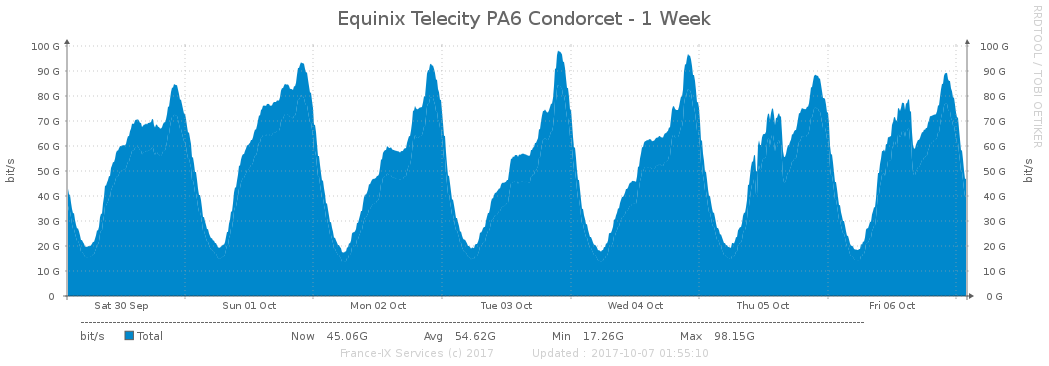 Equinix Telecity PA6 Condorcet - 1 Week
RRDTOOL / TOBI OETIKER
100 G 100 G
90 G 90 G
80 G 80 G
70 G 70 G
60 G 60 G
50 G 50 G
40 G 40 G
30 G 30 G
20 G 20 G
10 G 10 G
0 0 G
bit/s
bit/s
Sat 30 Sep Sun 01 Oct Mon 02 Oct Tue 03 Oct Wed 04 Oct Thu 05 Oct Fri 06 Oct
bit/s Total Now 45.06G Avg 54.62G Min 17.26G Max 98.15G
France-IX Services (c) 2017 Updated : 2017-10-07 01:55:10